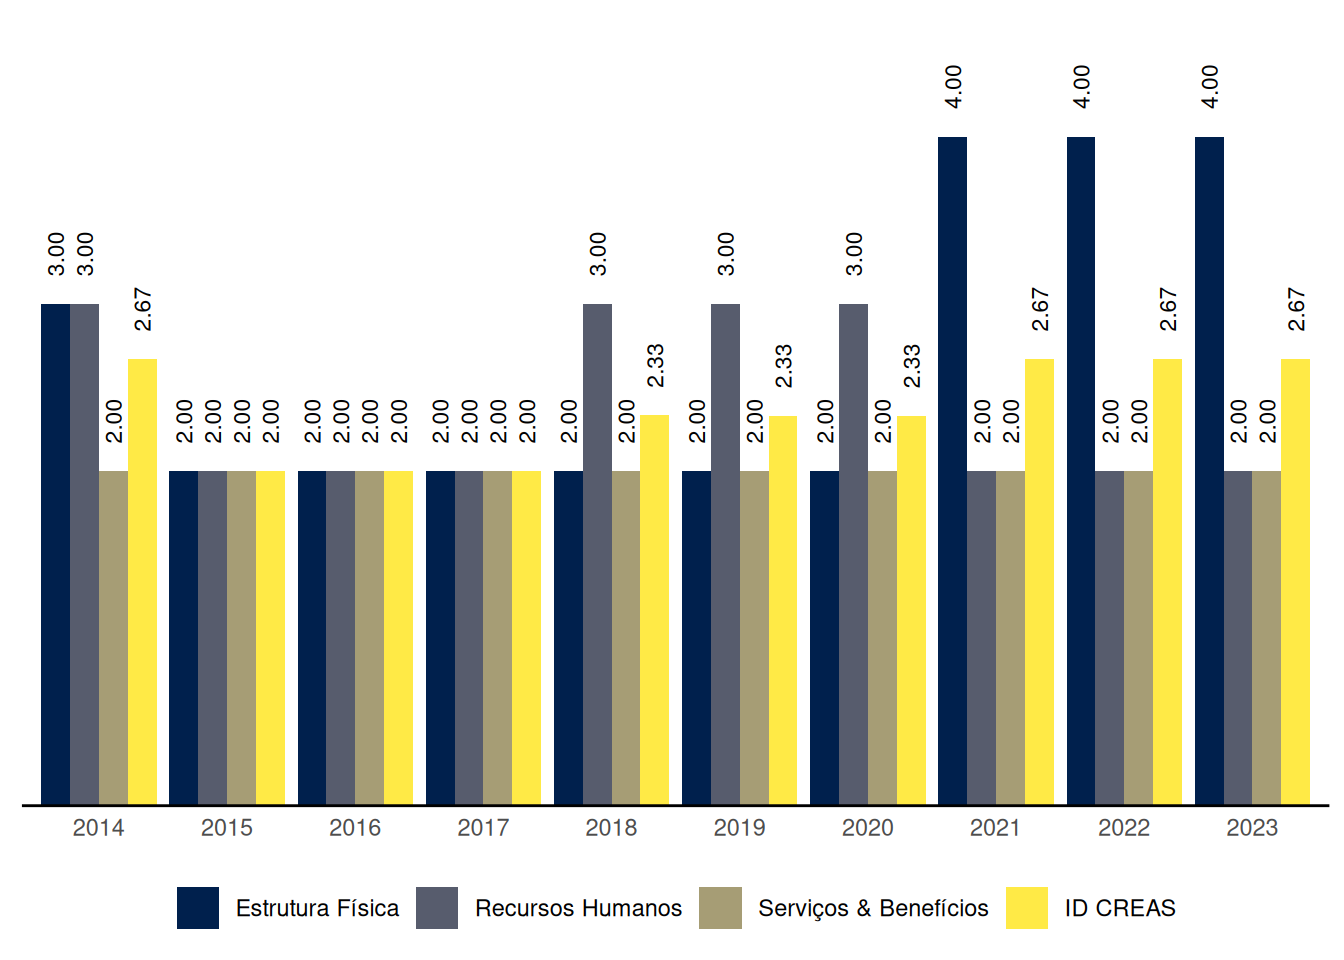 4.00 4.00 4.00
3.00 3.00 3.00 3.00 3.00
2.67 2.67 2.67 2.67
2.33 2.33 2.33
2.00 2.00 2.00 2.00 2.00 2.00 2.00 2.00 2.00 2.00 2.00 2.00 2.00 2.00 2.00 2.00 2.00 2.00 2.00 2.00 2.00 2.00 2.00 2.00 2.00
2014 2015 2016 2017 2018 2019 2020 2021 2022 2023
Estrutura Física Recursos Humanos Serviços & Benefícios ID CREAS